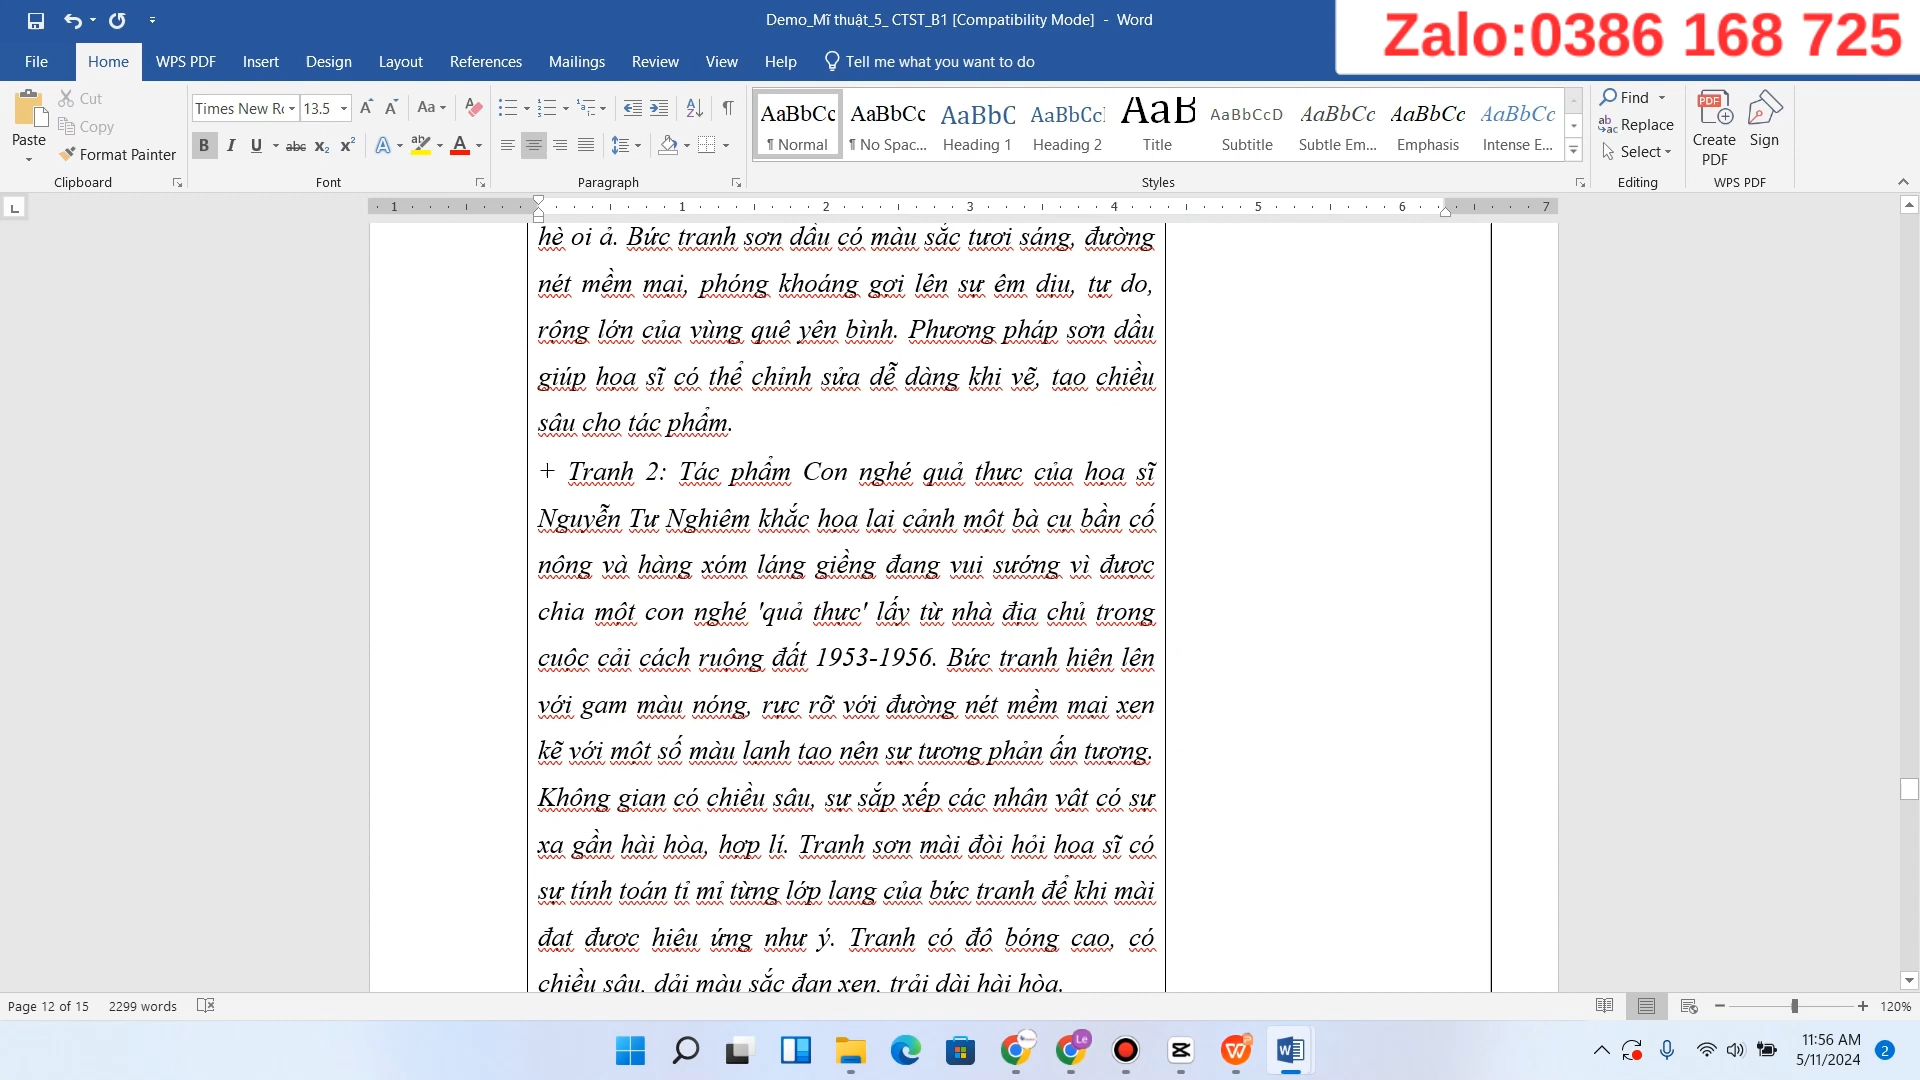 Demo_Mĩ thuật_5_ CTST_B1 [Compatibility Mode] - Word
Zalo:0386 168 725
File Home WPS PDF Insert Design Layout References Mailings Review View Help Tell me what you want to do
Paste
Cut
Copy
Format Painter
Clipboard
Times New Ro 13.5
Font
Paragraph
AaBbCc AaBbCc AaBbC AaBbCc AaB AaBbCcD AaBbCc AaBbCc AaBbCc
¶ Normal ¶ No Spac... Heading 1 Heading 2 Title Subtitle Subtle Em... Emphasis Intense E...
Styles
Find
Replace
Select
Editing
Create PDF
Sign
WPS PDF
1 1 2 3 4 5 6 7
hè oi ả. Bức tranh sơn dầu có màu sắc tươi sáng, đường
nét mềm mại, phóng khoáng gợi lên sự êm dịu, tự do,
rộng lớn của vùng quê yên bình. Phương pháp sơn dầu
giúp họa sĩ có thể chỉnh sửa dễ dàng khi vẽ, tạo chiều
sâu cho tác phẩm.
+ Tranh 2: Tác phẩm Con nghé quả thực của họa sĩ
Nguyễn Tư Nghiêm khắc họa lại cảnh một bà cụ bần cố
nông và hàng xóm láng giềng đang vui sướng vì được
chia một con nghé 'quả thực' lấy từ nhà địa chủ trong
cuộc cải cách ruộng đất 1953-1956. Bức tranh hiện lên
với gam màu nóng, rực rỡ với đường nét mềm mại xen
kẽ với một số màu lạnh tạo nên sự tương phản ấn tượng.
Không gian có chiều sâu, sự sắp xếp các nhân vật có sự
xa gần hài hòa, hợp lí. Tranh sơn mài đòi hỏi họa sĩ có
sự tính toán tỉ mỉ từng lớp lang của bức tranh để khi mài
đạt được hiệu ứng như ý. Tranh có độ bóng cao, có
chiều sâu, dải màu sắc đan xen, trải dài hài hòa.
Page 12 of 15 2299 words 120%
11:56 AM
5/11/2024 2